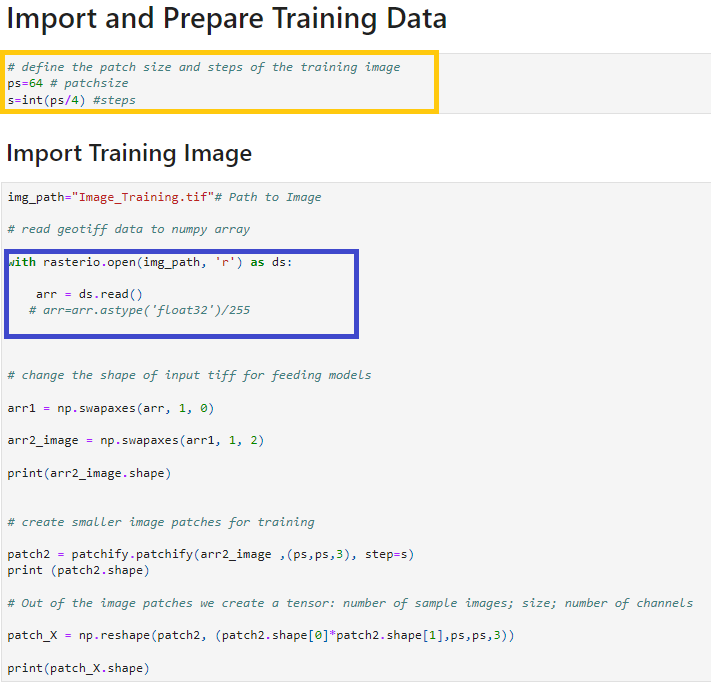 Import and Prepare Training Data
# define the patch size and steps of the training image
ps=64 # patchsize
s=int(ps/4) #steps
Import Training Image
img_path="Image_Training.tif"# Path to Image
# read geotiff data to numpy array
with rasterio.open(img_path, 'r') as ds:
arr = ds.read()
# arr=arr.astype('float32')/255
# change the shape of input tiff for feeding models
arr1 = np.swapaxes(arr, 1, 0)
arr2_image = np.swapaxes(arr1, 1, 2)
print(arr2_image.shape)
# create smaller image patches for training
patch2 = patchify.patchify(arr2_image ,(ps,ps,3), step=s)
print (patch2.shape)
# Out of the image patches we create a tensor: number of sample images; size; number of channels
patch_X = np.reshape(patch2, (patch2.shape[0]*patch2.shape[1],ps,ps,3))
print(patch_X.shape)